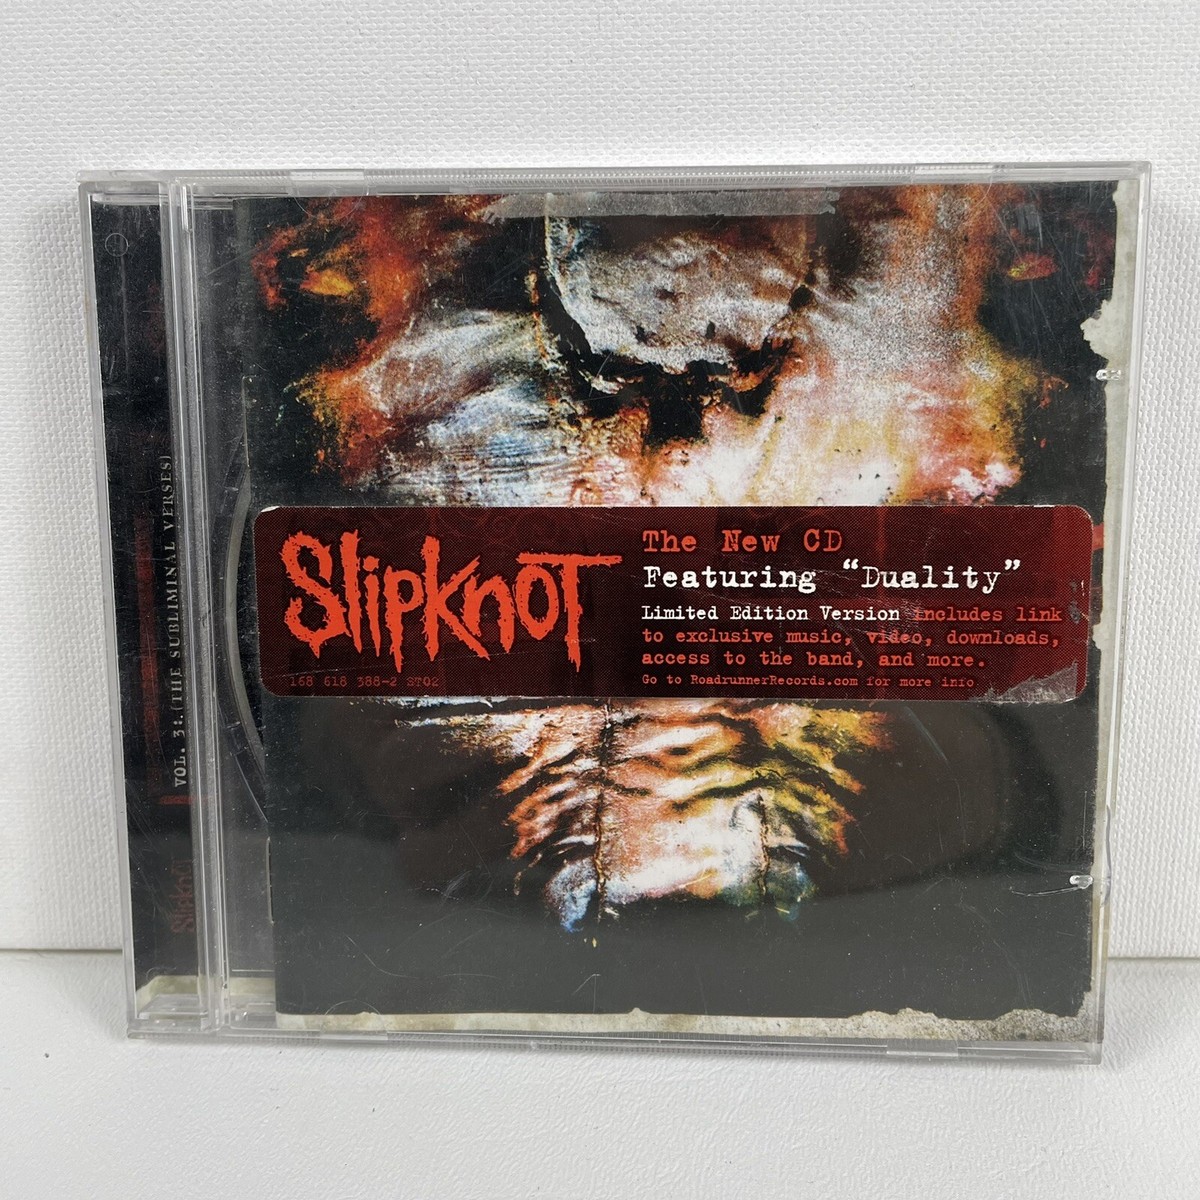 VOL. 3: (THE SUBLIMINAL VERSES)
Slipknot
Slipknot
The New CD
Featuring “Duality”
Limited Edition Version includes link
to exclusive music, video, downloads,
access to the band, and more.
Go to RoadrunnerRecords.com for more info
168 618 388-2 ST02